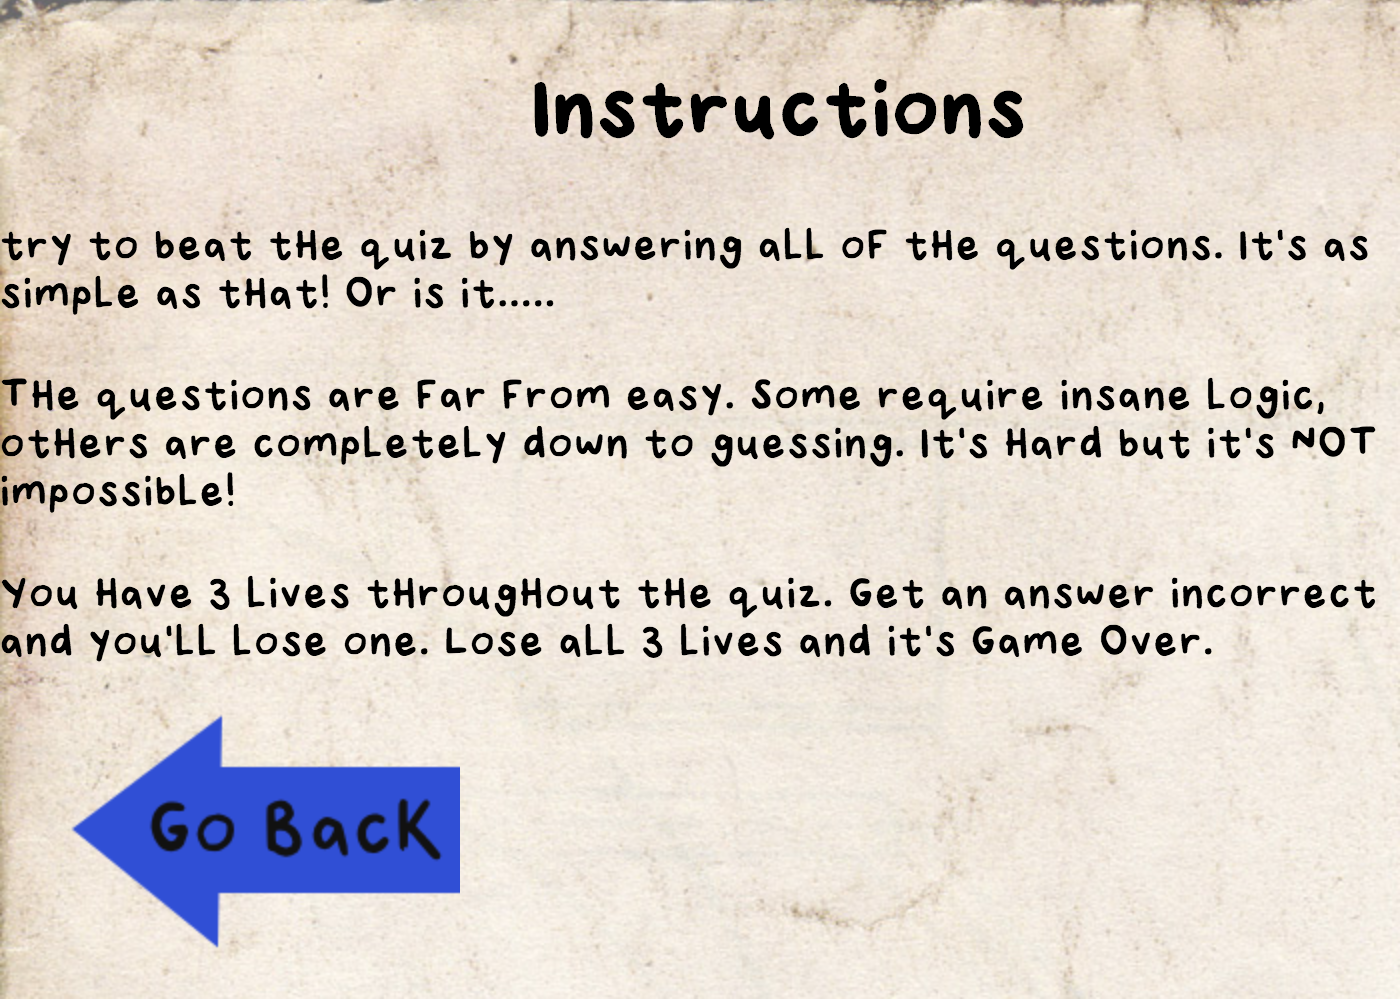 Instructions
try to beat tHe quiz by answering aLL oF tHe questions. It's as
simpLe as tHat! Or is it.....
THe questions are Far From easy. Some require insane Logic,
otHers are compLeteLy down to guessing. It's Hard but it's NOT
impossibLe!
You Have 3 Lives tHrougHout tHe quiz. Get an answer incorrect
and you'LL Lose one. Lose aLL 3 Lives and it's Game Over.
Go Back